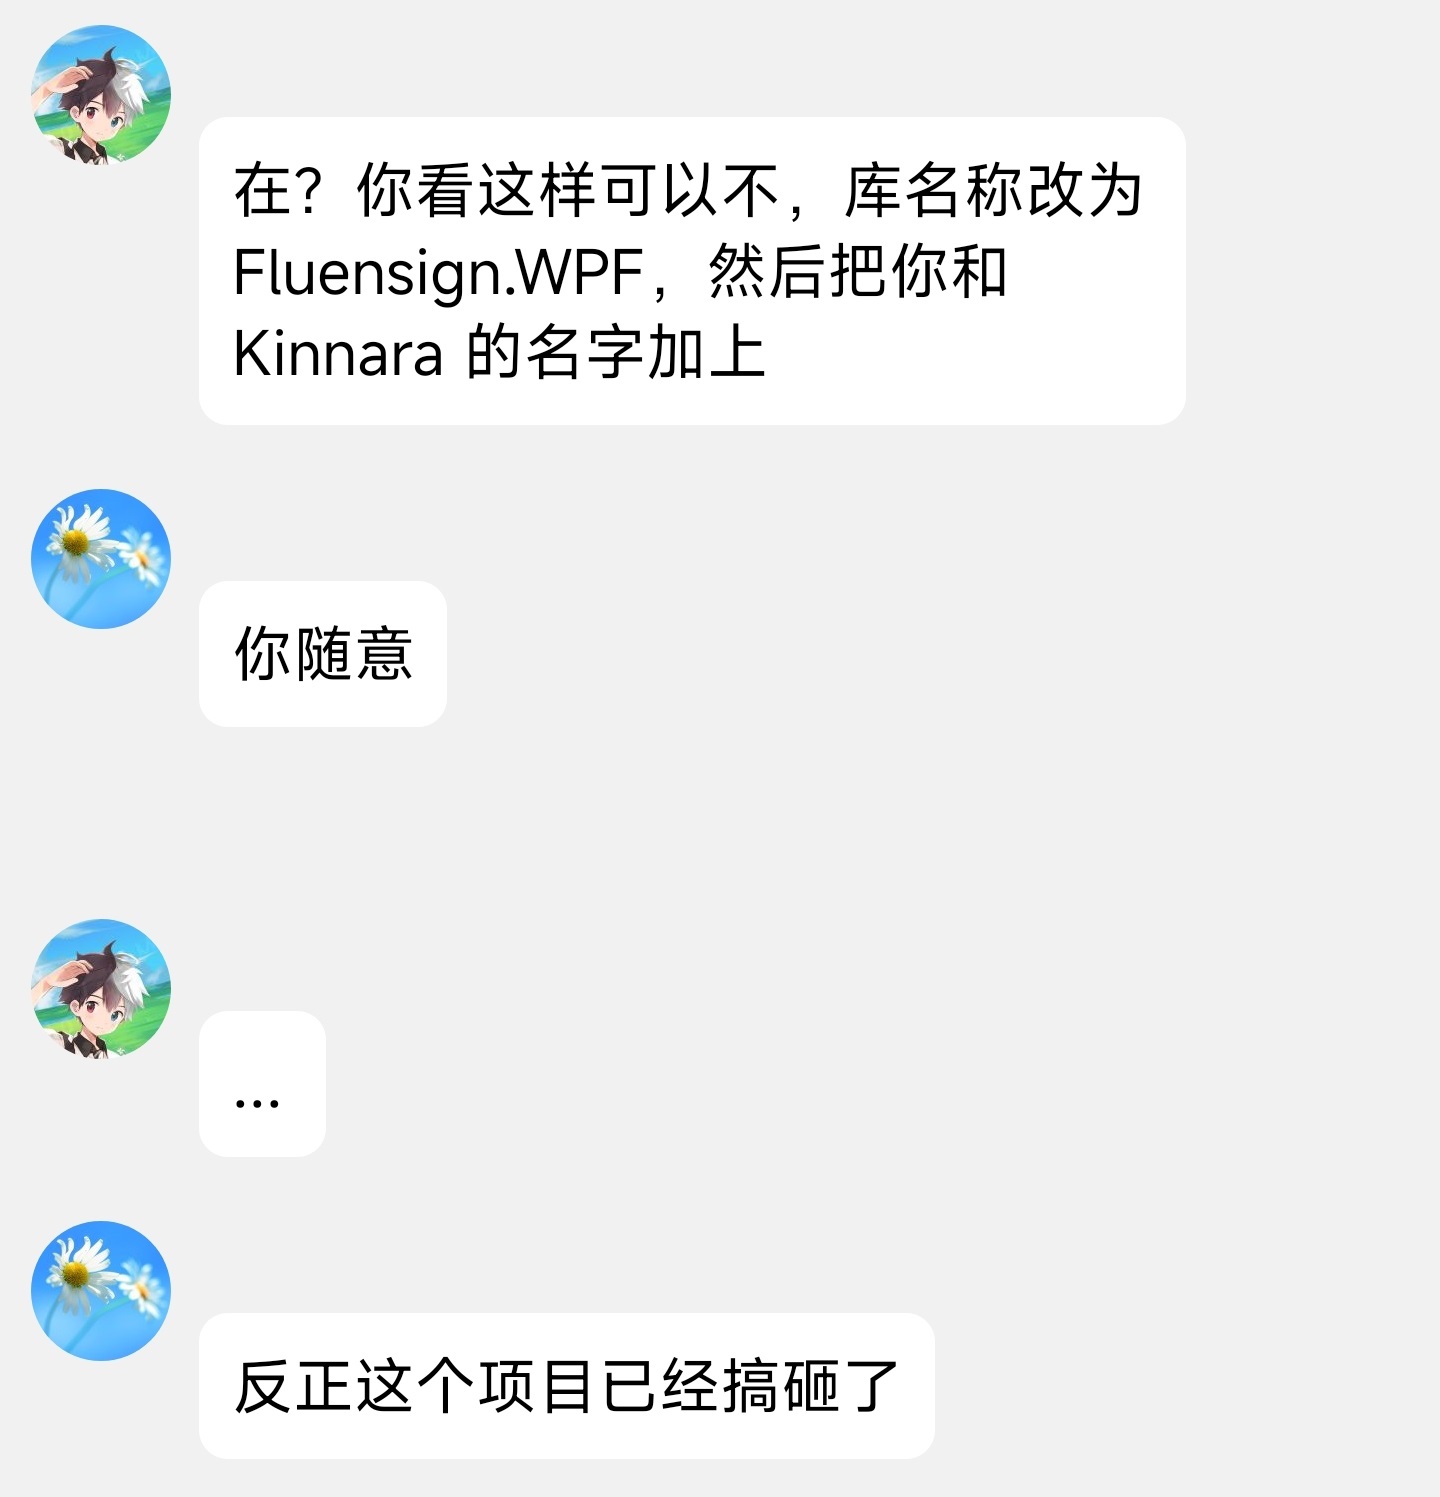 在？你看这样可以不，库名称改为
Fluensign.WPF，然后把你和
Kinnara 的名字加上
你随意
...
反正这个项目已经搞砸了